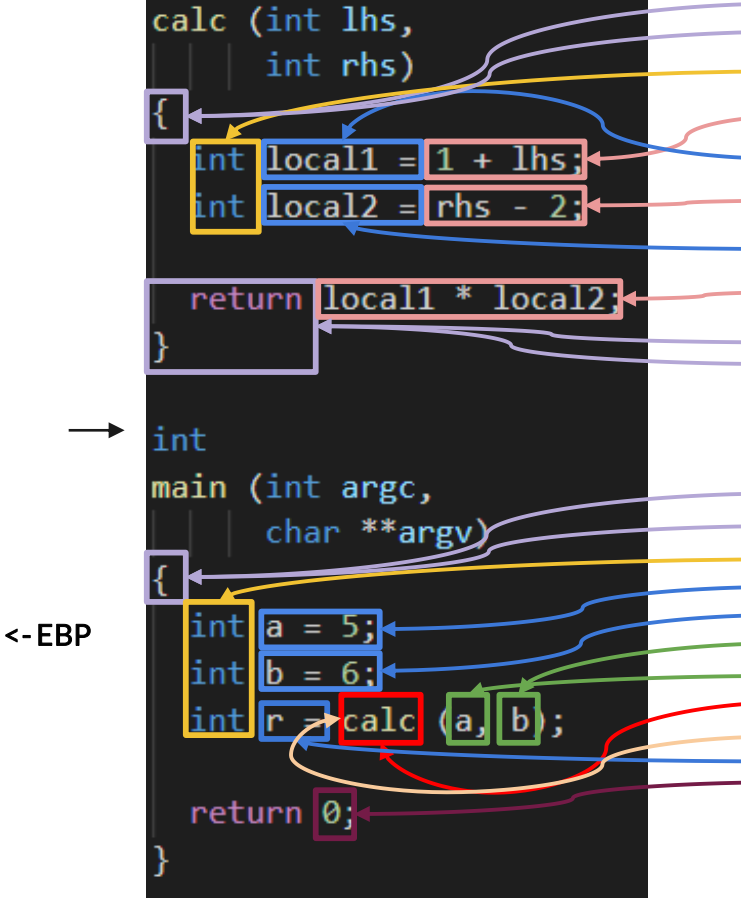 calc (int lhs,
int rhs)
{
int local1 = 1 + lhs;
int local2 = rhs - 2;
return local1 * local2;
}
int
main (int argc,
char **argv)
{
<-EBP
int a = 5;
int b = 6;
int r = calc (a, b);
return 0;
}